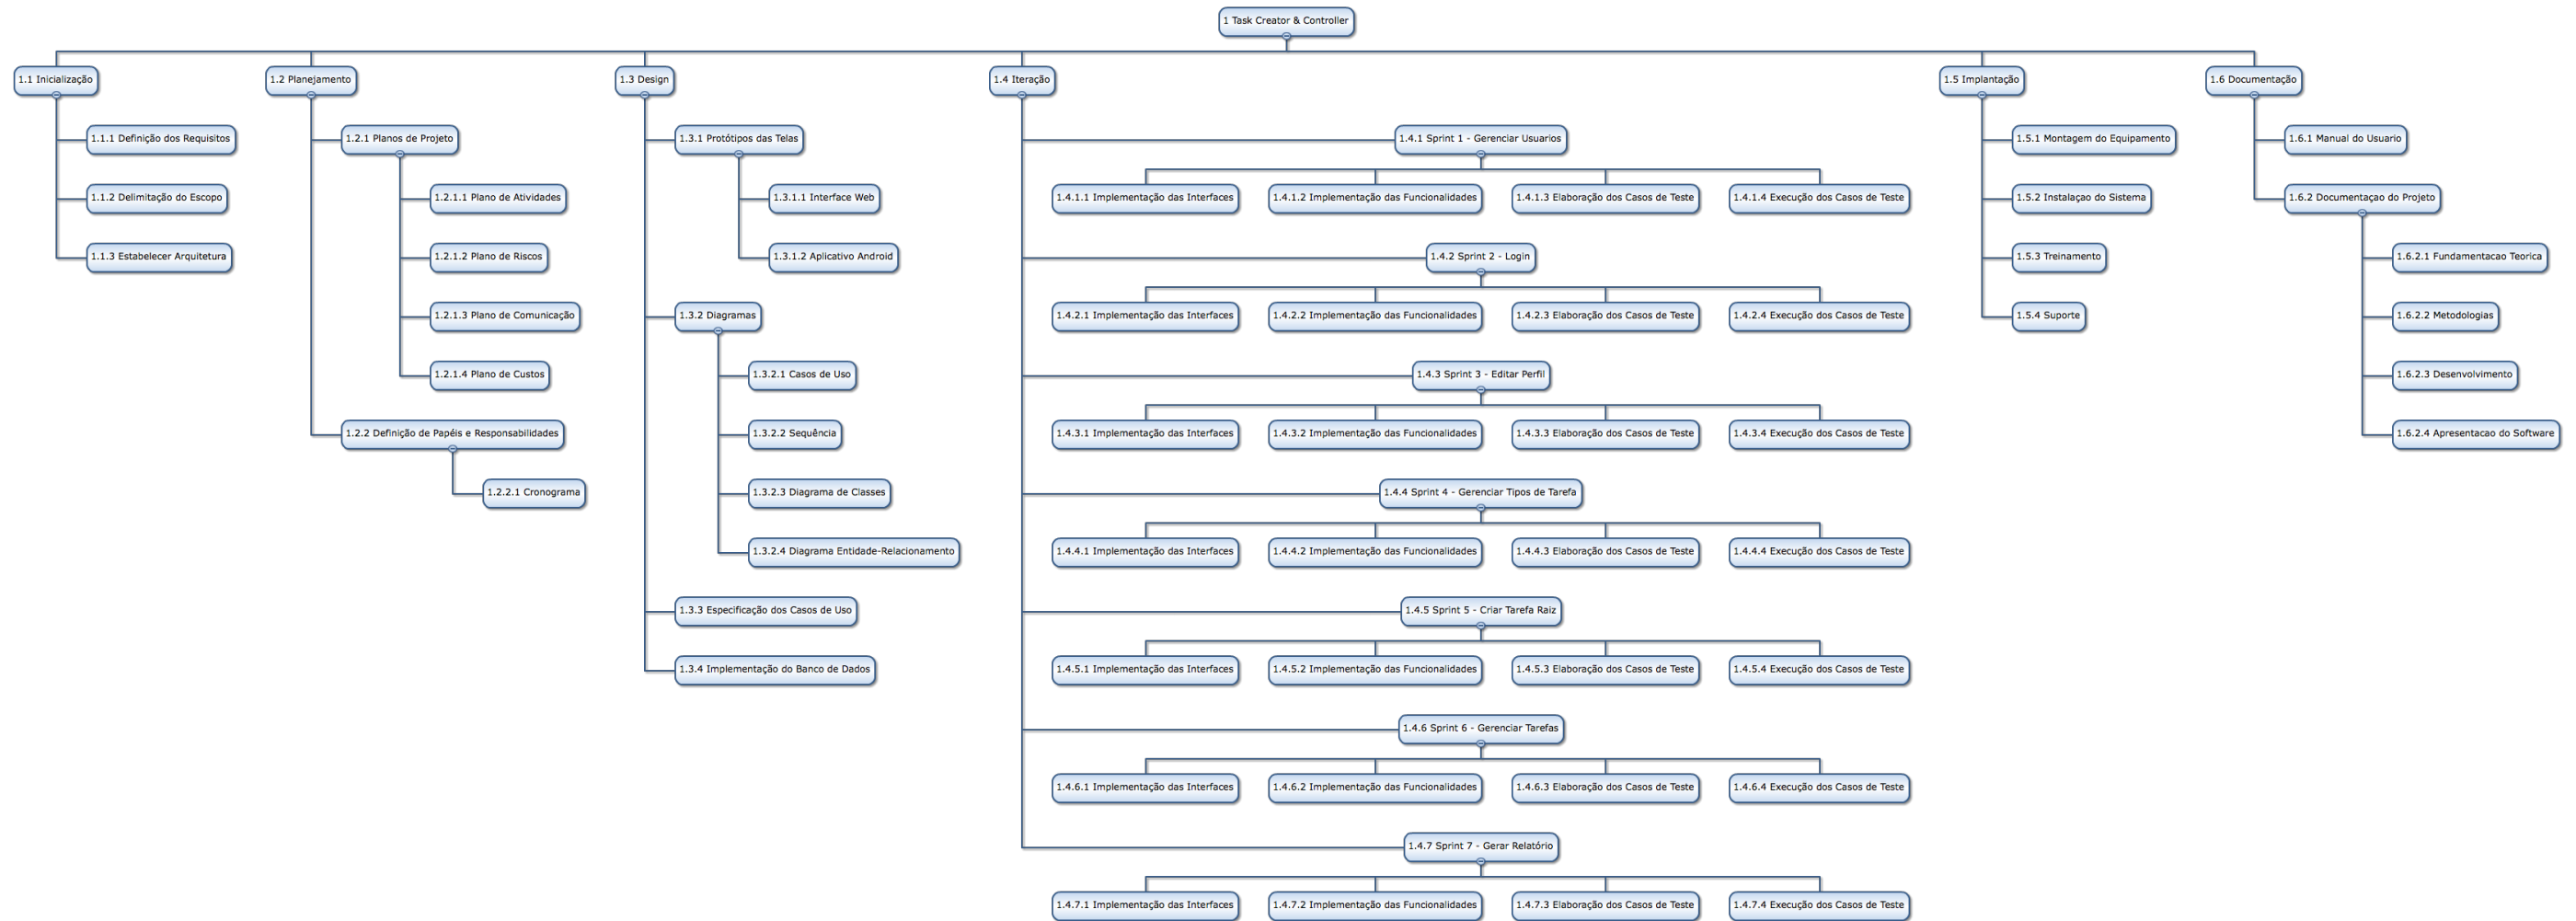 1 Task Creator & Controller
1.1 Inicialização
1.1.1 Definição dos Requisitos
1.1.2 Delimitação do Escopo
1.1.3 Estabelecer Arquitetura
1.2 Planejamento
1.2.1 Planos de Projeto
1.2.1.1 Plano de Atividades
1.2.1.2 Plano de Riscos
1.2.1.3 Plano de Comunicação
1.2.1.4 Plano de Custos
1.2.2 Definição de Papéis e Responsabilidades
1.2.2.1 Cronograma
1.3 Design
1.3.1 Protótipos das Telas
1.3.1.1 Interface Web
1.3.1.2 Aplicativo Android
1.3.2 Diagramas
1.3.2.1 Casos de Uso
1.3.2.2 Sequência
1.3.2.3 Diagrama de Classes
1.3.2.4 Diagrama Entidade-Relacionamento
1.3.3 Especificação dos Casos de Uso
1.3.4 Implementação do Banco de Dados
1.4 Iteração
1.4.1 Sprint 1 - Gerenciar Usuarios
1.4.1.1 Implementação das Interfaces
1.4.1.2 Implementação das Funcionalidades
1.4.1.3 Elaboração dos Casos de Teste
1.4.1.4 Execução dos Casos de Teste
1.4.2 Sprint 2 - Login
1.4.2.1 Implementação das Interfaces
1.4.2.2 Implementação das Funcionalidades
1.4.2.3 Elaboração dos Casos de Teste
1.4.2.4 Execução dos Casos de Teste
1.4.3 Sprint 3 - Editar Perfil
1.4.3.1 Implementação das Interfaces
1.4.3.2 Implementação das Funcionalidades
1.4.3.3 Elaboração dos Casos de Teste
1.4.3.4 Execução dos Casos de Teste
1.4.4 Sprint 4 - Gerenciar Tipos de Tarefa
1.4.4.1 Implementação das Interfaces
1.4.4.2 Implementação das Funcionalidades
1.4.4.3 Elaboração dos Casos de Teste
1.4.4.4 Execução dos Casos de Teste
1.4.5 Sprint 5 - Criar Tarefa Raiz
1.4.5.1 Implementação das Interfaces
1.4.5.2 Implementação das Funcionalidades
1.4.5.3 Elaboração dos Casos de Teste
1.4.5.4 Execução dos Casos de Teste
1.4.6 Sprint 6 - Gerenciar Tarefas
1.4.6.1 Implementação das Interfaces
1.4.6.2 Implementação das Funcionalidades
1.4.6.3 Elaboração dos Casos de Teste
1.4.6.4 Execução dos Casos de Teste
1.4.7 Sprint 7 - Gerar Relatório
1.4.7.1 Implementação das Interfaces
1.4.7.2 Implementação das Funcionalidades
1.4.7.3 Elaboração dos Casos de Teste
1.4.7.4 Execução dos Casos de Teste
1.5 Implantação
1.5.1 Montagem do Equipamento
1.5.2 Instalaçao do Sistema
1.5.3 Treinamento
1.5.4 Suporte
1.6 Documentação
1.6.1 Manual do Usuario
1.6.2 Documentaçao do Projeto
1.6.2.1 Fundamentacao Teorica
1.6.2.2 Metodologias
1.6.2.3 Desenvolvimento
1.6.2.4 Apresentacão do Software